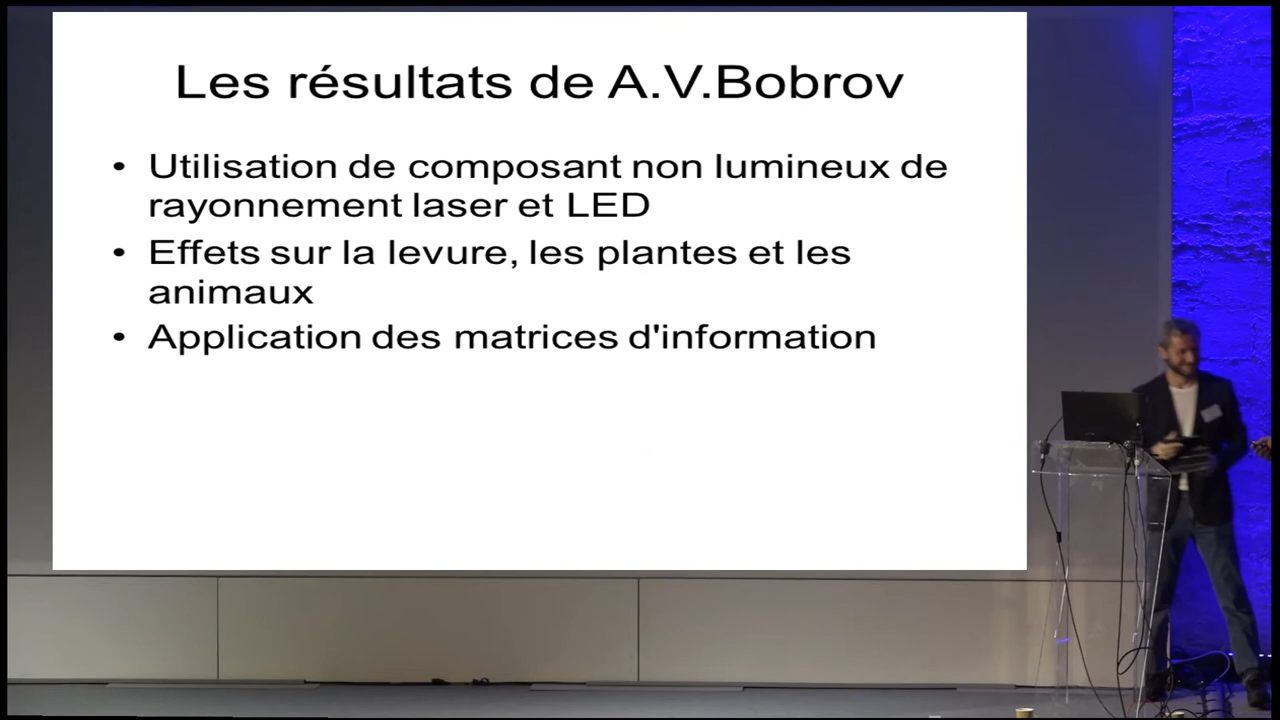 Les résultats de A.V.Bobrov
• Utilisation de composant non lumineux de
rayonnement laser et LED
• Effets sur la levure, les plantes et les
animaux
• Application des matrices d'information